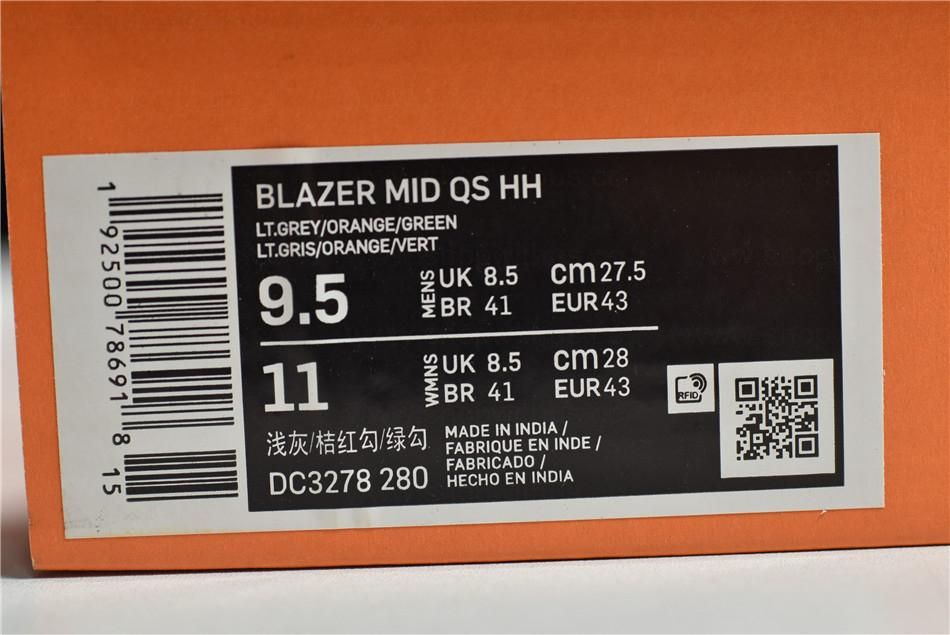 BLAZER MID QS HH
LT.GREY/ORANGE/GREEN
LT.GRIS/ORANGE/VERT
9.5 MENS UK 8.5 cm 27.5
BR 41 EUR 43
11 WMNS UK 8.5 cm 28
BR 41 EUR 43
浅灰/桔红勾/绿勾
DC3278 280
MADE IN INDIA /
FABRIQUE EN INDE /
FABRICADO /
HECHO EN INDIA
RFID
1 92500 78691 8 15